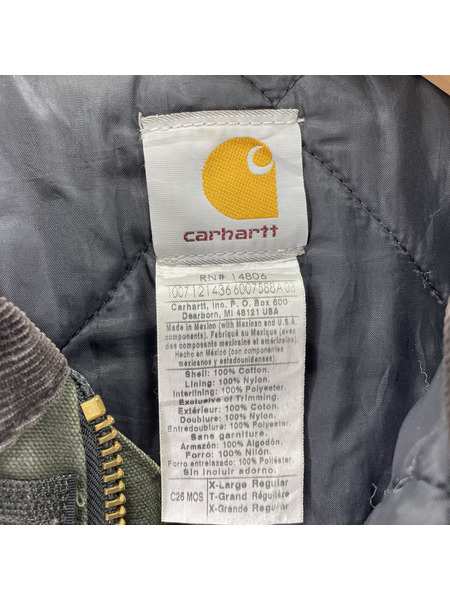 carhartt
RN# 14806
Carhartt, Inc. P. O. Box 600
Dearborn, MI 48121 USA
Made in Mexico (with Mexican and U.S.A.
components). Fabriqué au Mexique (avec
des composants mexicains et américains).
Hecho en México (con componentes
mexicanos y estadounidenses).
Shell: 100% Cotton.
Lining: 100% Nylon.
Interlining: 100% Polyester.
Exclusive of Trimming.
Extérieur: 100% Coton.
Doublure: 100% Nylon.
Entredoublure: 100% Polyester.
Sans garniture.
Armazón: 100% Algodón.
Forro: 100% Nilón.
Forro entrelazado: 100% Poliéster
Sin incluir adorno.
C26 MOS
X-Large Regular
T-Grand Régulière
X-Grande Regular